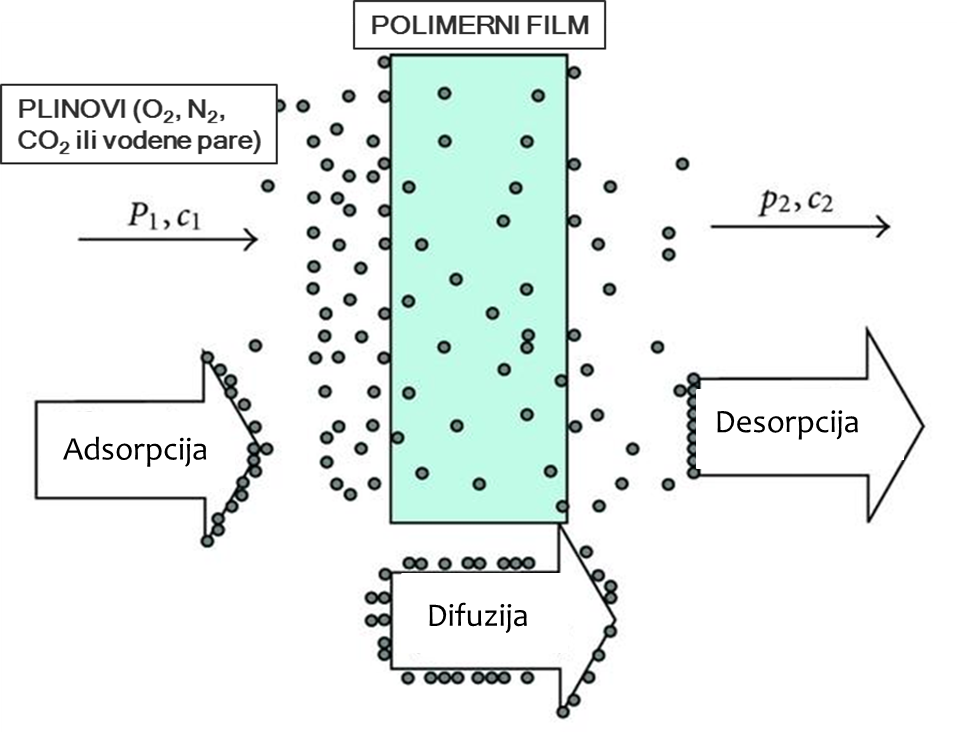 POLIMERNI FILM
PLINOVI (O₂, N₂,
CO₂ ili vodene pare)
P₁, c₁
p₂, c₂
Adsorpcija
Desorpcija
Difuzija